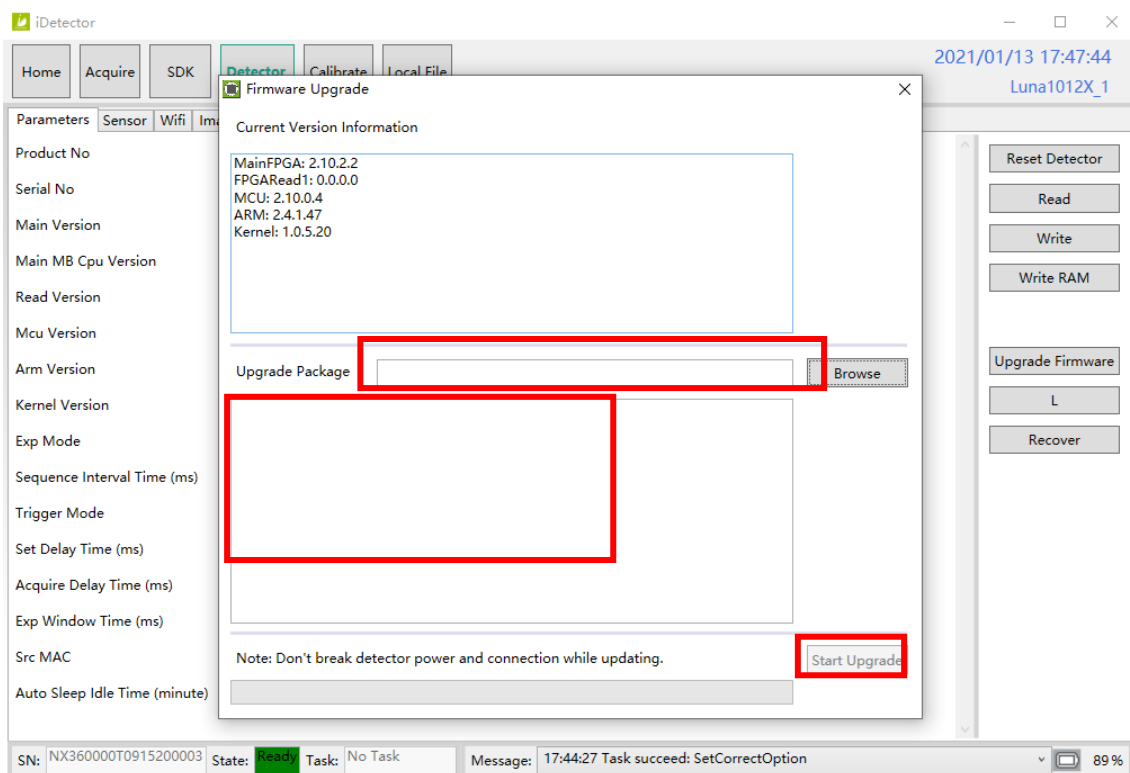 iDetector
Home
Acquire
SDK
Detector
Calibrate
Local File
2021/01/13 17:47:44
Luna1012X_1
Firmware Upgrade
Parameters
Sensor
Wifi
Ima
Current Version Information
MainFPGA: 2.10.2.2
FPGARead1: 0.0.0.0
MCU: 2.10.0.4
ARM: 2.4.1.47
Kernel: 1.0.5.20
Product No
Serial No
Main Version
Main MB Cpu Version
Read Version
Mcu Version
Arm Version
Kernel Version
Exp Mode
Sequence Interval Time (ms)
Trigger Mode
Set Delay Time (ms)
Acquire Delay Time (ms)
Exp Window Time (ms)
Src MAC
Auto Sleep Idle Time (minute)
Upgrade Package
Browse
Note: Don't break detector power and connection while updating.
Start Upgrade
Reset Detector
Read
Write
Write RAM
Upgrade Firmware
L
Recover
SN: NX360000T0915200003 State: Ready Task: No Task Message: 17:44:27 Task succeed: SetCorrectOption 89%